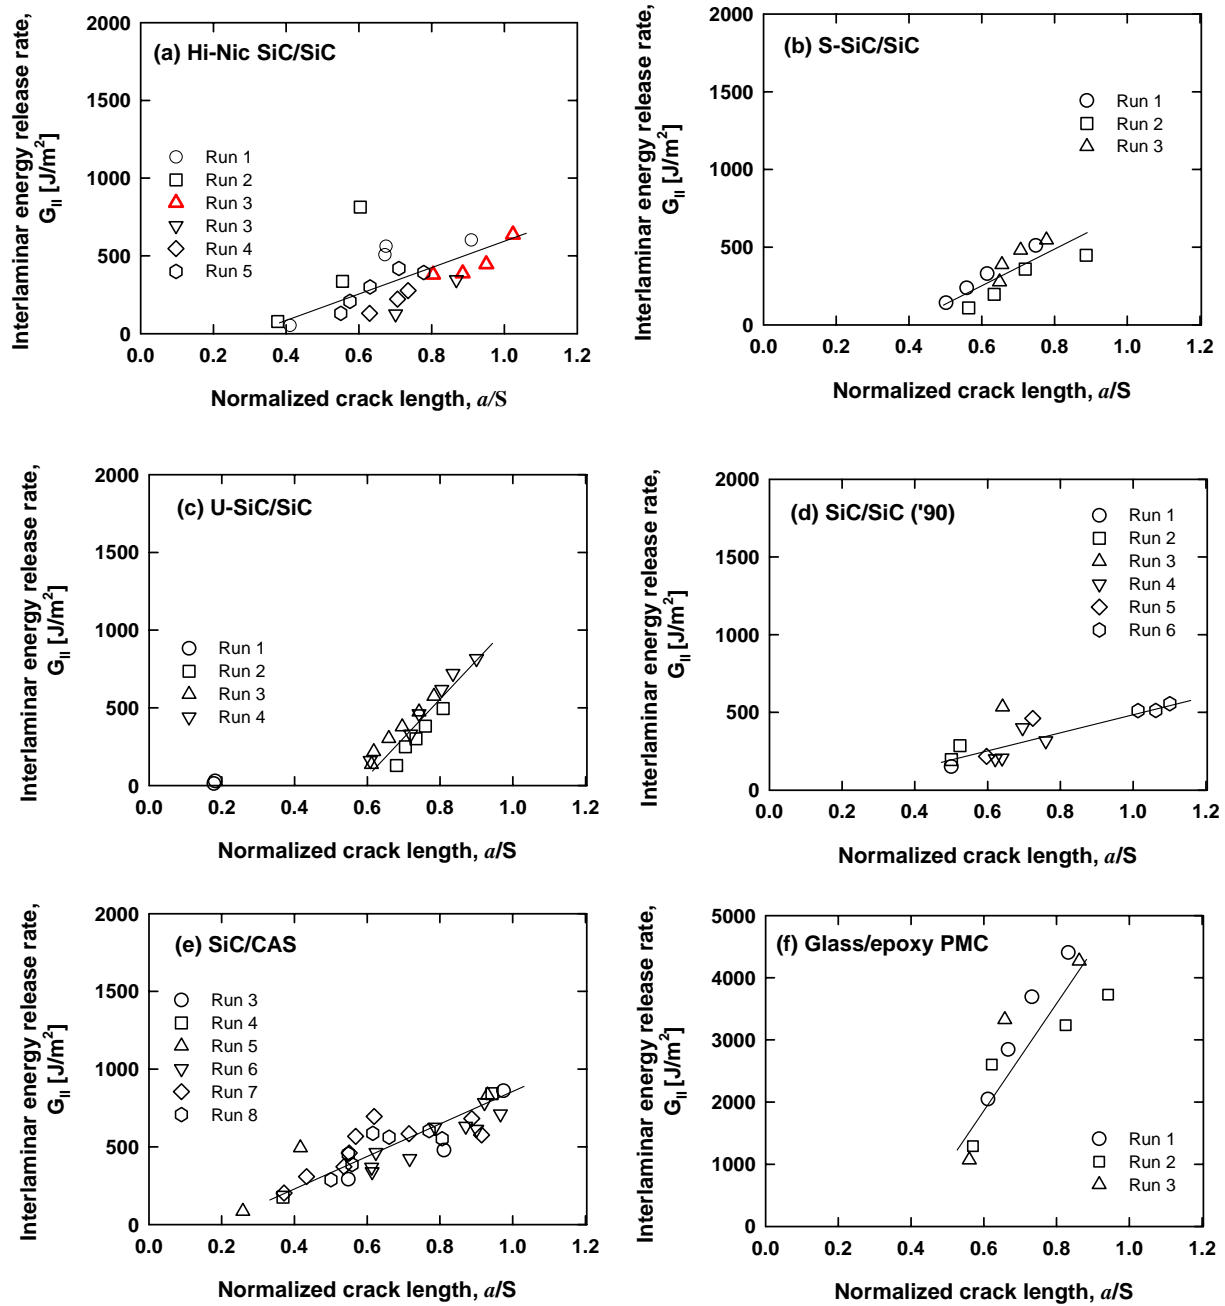 Interlaminar energy release rate,
G_II [J/m^2]
2000
1500
1000
500
0
(a) Hi-Nic SiC/SiC
Run 1
Run 2
Run 3
Run 3
Run 4
Run 5
0.0 0.2 0.4 0.6 0.8 1.0 1.2
Normalized crack length, a/S
Interlaminar energy release rate,
G_II [J/m^2]
2000
1500
1000
500
0
(b) S-SiC/SiC
Run 1
Run 2
Run 3
0.0 0.2 0.4 0.6 0.8 1.0 1.2
Normalized crack length, a/S
Interlaminar energy release rate,
G_II [J/m^2]
2000
1500
1000
500
0
(c) U-SiC/SiC
Run 1
Run 2
Run 3
Run 4
0.0 0.2 0.4 0.6 0.8 1.0 1.2
Normalized crack length, a/S
Interlaminar energy release rate,
G_II [J/m^2]
2000
1500
1000
500
0
(d) SiC/SiC ('90)
Run 1
Run 2
Run 3
Run 4
Run 5
Run 6
0.0 0.2 0.4 0.6 0.8 1.0 1.2
Normalized crack length, a/S
Interlaminar energy release rate,
G_II [J/m^2]
2000
1500
1000
500
0
(e) SiC/CAS
Run 3
Run 4
Run 5
Run 6
Run 7
Run 8
0.0 0.2 0.4 0.6 0.8 1.0 1.2
Normalized crack length, a/S
Interlaminar energy release rate,
G_II [J/m^2]
5000
4000
3000
2000
1000
0
(f) Glass/epoxy PMC
Run 1
Run 2
Run 3
0.0 0.2 0.4 0.6 0.8 1.0 1.2
Normalized crack length, a/S